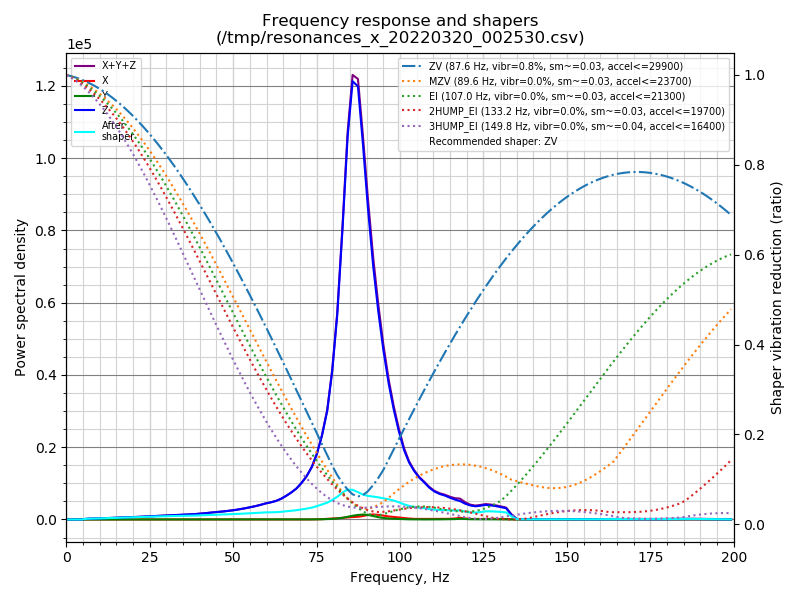 Frequency response and shapers
(/tmp/resonances_x_20220320_002530.csv)
1e5
X+Y+Z
X
Y
Z
After
shaper
ZV (87.6 Hz, vibr=0.8%, sm~=0.03, accel<=29900)
MZV (89.6 Hz, vibr=0.0%, sm~=0.03, accel<=23700)
EI (107.0 Hz, vibr=0.0%, sm~=0.03, accel<=21300)
2HUMP_EI (133.2 Hz, vibr=0.0%, sm~=0.03, accel<=19700)
3HUMP_EI (149.8 Hz, vibr=0.0%, sm~=0.04, accel<=16400)
Recommended shaper: ZV
Power spectral density
1.2
1.0
0.8
0.6
0.4
0.2
0.0
1.0
0.8
0.6
0.4
0.2
0.0
Shaper vibration reduction (ratio)
0 25 50 75 100 125 150 175 200
Frequency, Hz